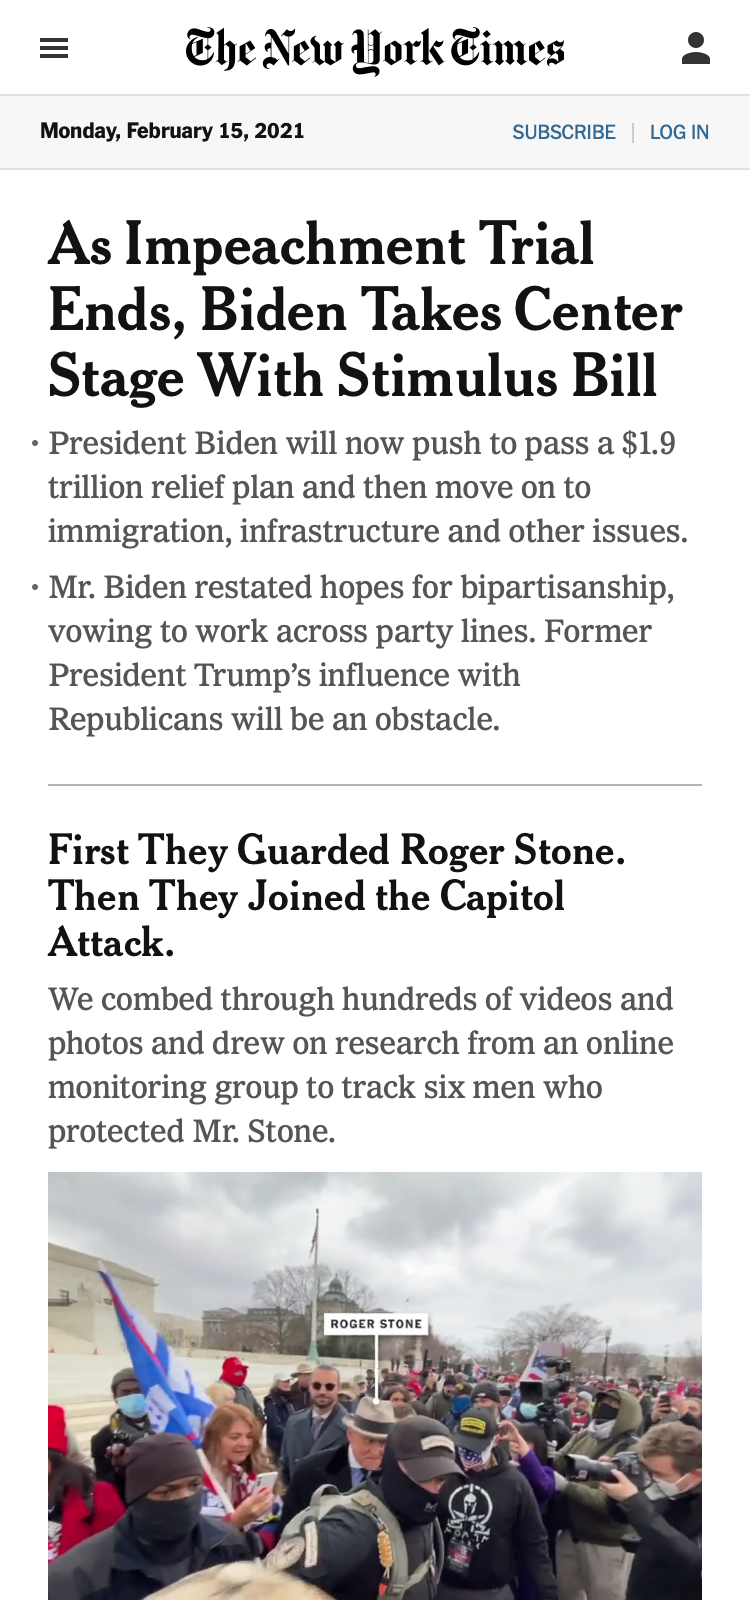 The New York Times
Monday, February 15, 2021
SUBSCRIBE | LOG IN
As Impeachment Trial
Ends, Biden Takes Center
Stage With Stimulus Bill
• President Biden will now push to pass a $1.9
trillion relief plan and then move on to
immigration, infrastructure and other issues.
• Mr. Biden restated hopes for bipartisanship,
vowing to work across party lines. Former
President Trump’s influence with
Republicans will be an obstacle.
First They Guarded Roger Stone.
Then They Joined the Capitol
Attack.
We combed through hundreds of videos and
photos and drew on research from an online
monitoring group to track six men who
protected Mr. Stone.
ROGER STONE